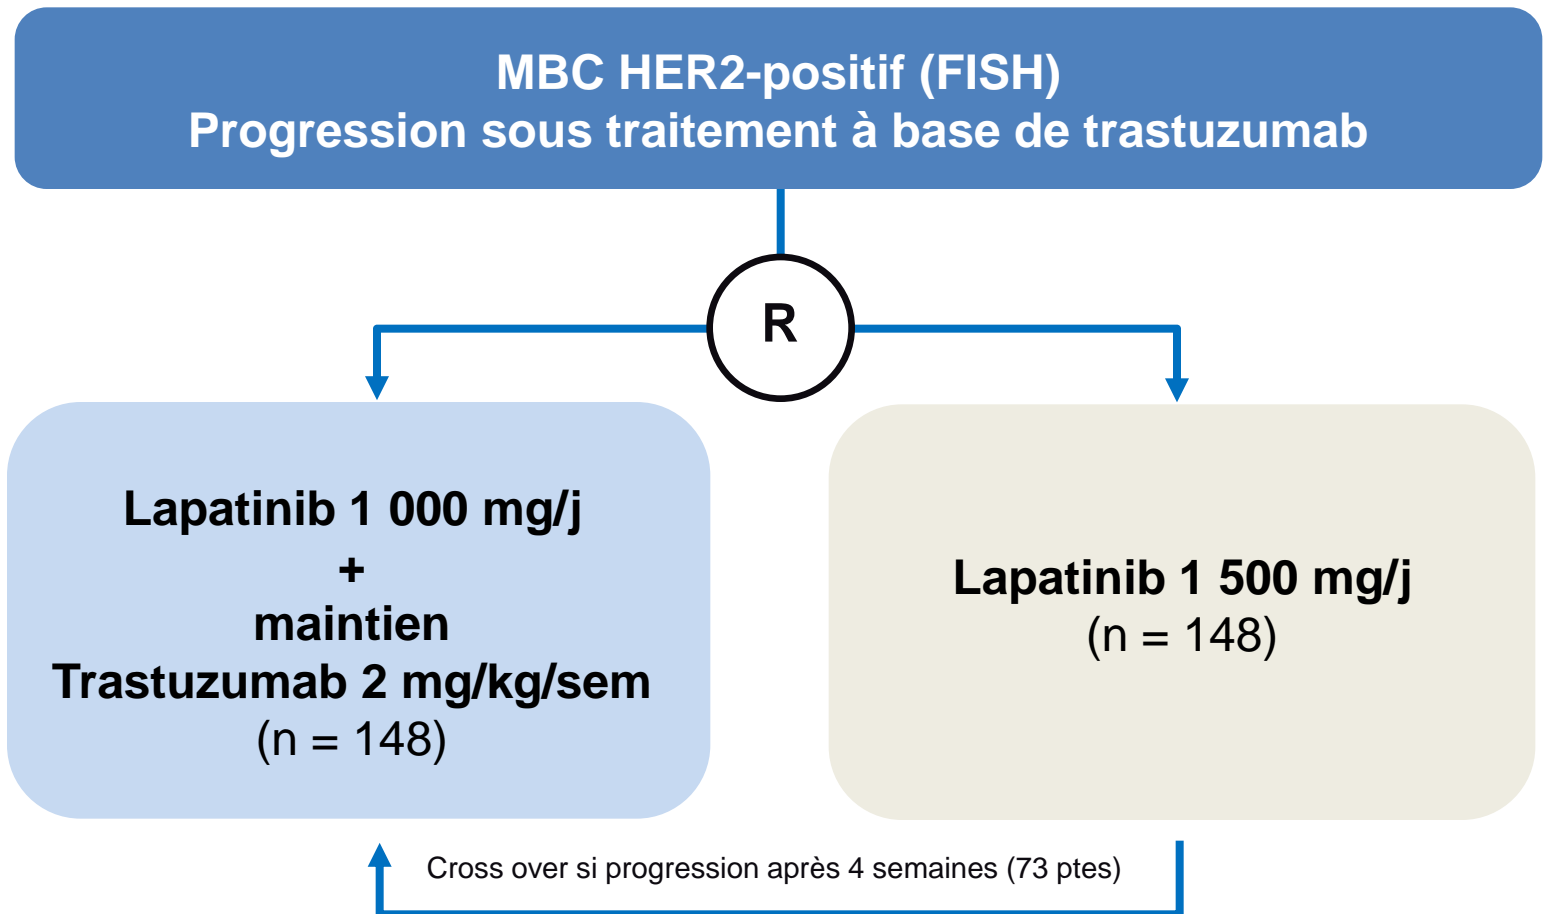 MBC HER2-positif (FISH)
Progression sous traitement à base de trastuzumab
R
Lapatinib 1 000 mg/j
+
maintien
Trastuzumab 2 mg/kg/sem
(n = 148)
Lapatinib 1 500 mg/j
(n = 148)
Cross over si progression après 4 semaines (73 ptes)